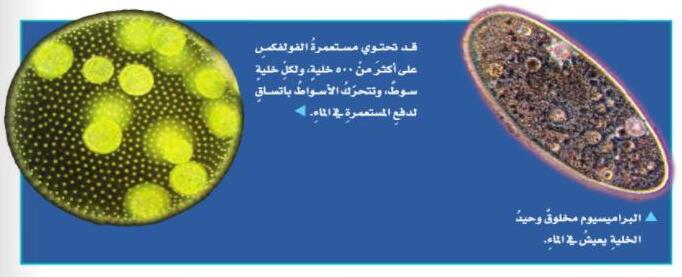 قد تحتوي مستعمرةُ الفولفكس
على أكثرَ منْ ٥٠٠ خليةٍ، ولكلِّ خليةٍ
سوطٌ، وتتحرّكُ الأسواطُ باتساقٍ
لدفعِ المستعمرةِ في الماءِ. ◀
▲ البراميسيوم مخلوقٌ وحيدُ
الخليةِ يعيشُ في الماءِ.